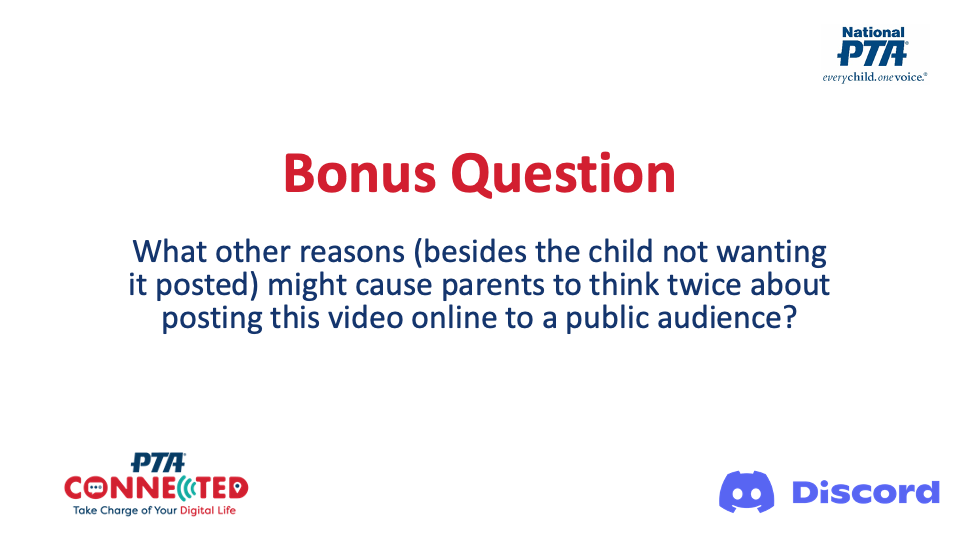 National
PTA®
everychild.onevoice.®
Bonus Question
What other reasons (besides the child not wanting
it posted) might cause parents to think twice about
posting this video online to a public audience?
PTA®
CONNECTED
Take Charge of Your Digital Life
Discord